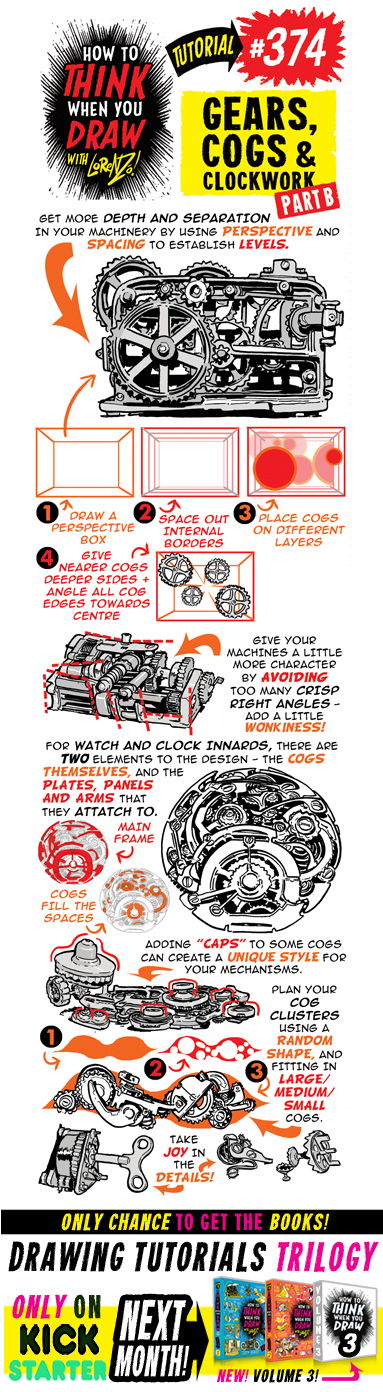 HOW TO
THINK
WHEN YOU
DRAW
WITH LORENZO!
TUTORIAL
#374
GEARS,
COGS &
CLOCKWORK
PART B
GET MORE DEPTH AND SEPARATION
IN YOUR MACHINERY BY USING PERSPECTIVE AND
SPACING TO ESTABLISH LEVELS.
1 DRAW A
PERSPECTIVE
BOX
2 SPACE OUT
INTERNAL
BORDERS
3 PLACE COGS
ON DIFFERENT
LAYERS
4 GIVE
NEARER COGS
DEEPER SIDES +
ANGLE ALL COG
EDGES TOWARDS
CENTRE
GIVE YOUR
MACHINES A LITTLE
MORE CHARACTER
BY AVOIDING
TOO MANY CRISP
RIGHT ANGLES -
ADD A LITTLE
WONKINESS!
FOR WATCH AND CLOCK INNARDS, THERE ARE
TWO ELEMENTS TO THE DESIGN - THE COGS
THEMSELVES, AND THE
PLATES, PANELS
AND ARMS THAT
THEY ATTATCH TO.
MAIN
FRAME
COGS
FILL THE
SPACES
ADDING "CAPS" TO SOME COGS
CAN CREATE A UNIQUE STYLE FOR
YOUR MECHANISMS.
PLAN YOUR
COG
CLUSTERS
USING A
RANDOM
SHAPE, AND
FITTING IN
LARGE/
MEDIUM/
SMALL
COGS.
1
2
3
TAKE
JOY IN
THE
DETAILS!
ONLY CHANCE TO GET THE BOOKS!
DRAWING TUTORIALS TRILOGY
ONLY ON
KICK
STARTER
NEXT
MONTH!
HOW TO
THINK
WHEN YOU
DRAW
3
NEW! VOLUME 3!